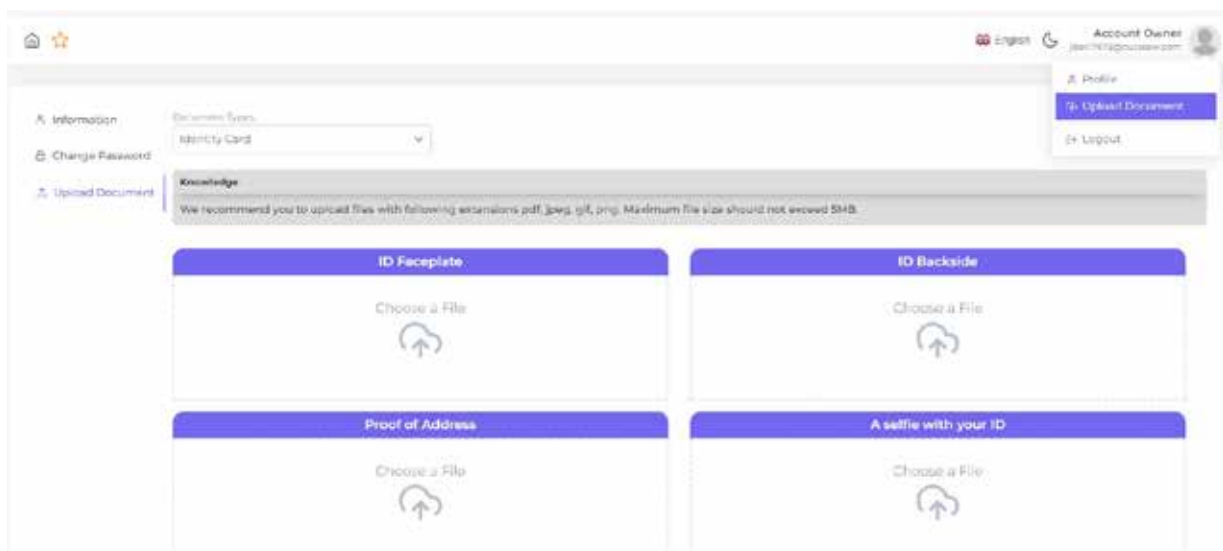 English
Account Owner
Profile
Upload Document
Logout
Information
Change Password
Upload Document
Document Types
Identity Card
Knowledge
We recommend you to upload files with following extensions pdf, jpeg, gif, png. Maximum file size should not exceed 5MB.
ID Faceplate
Choose a File
ID Backside
Choose a File
Proof of Address
Choose a File
A selfie with your ID
Choose a File